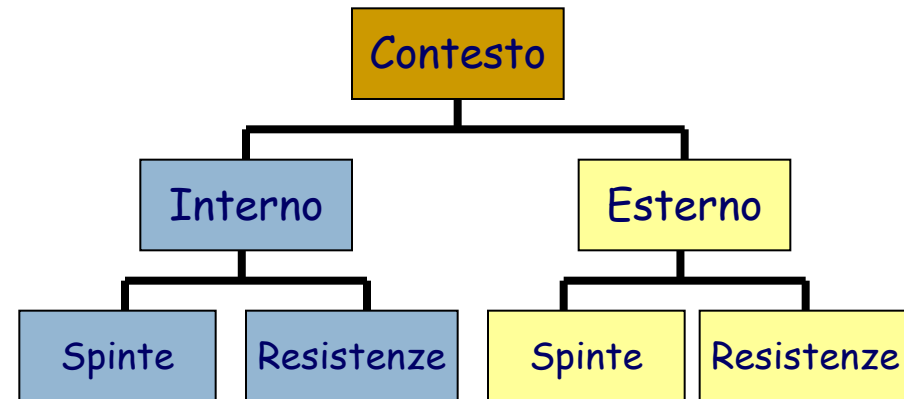 Contesto
Interno
Esterno
Spinte
Resistenze
Spinte
Resistenze